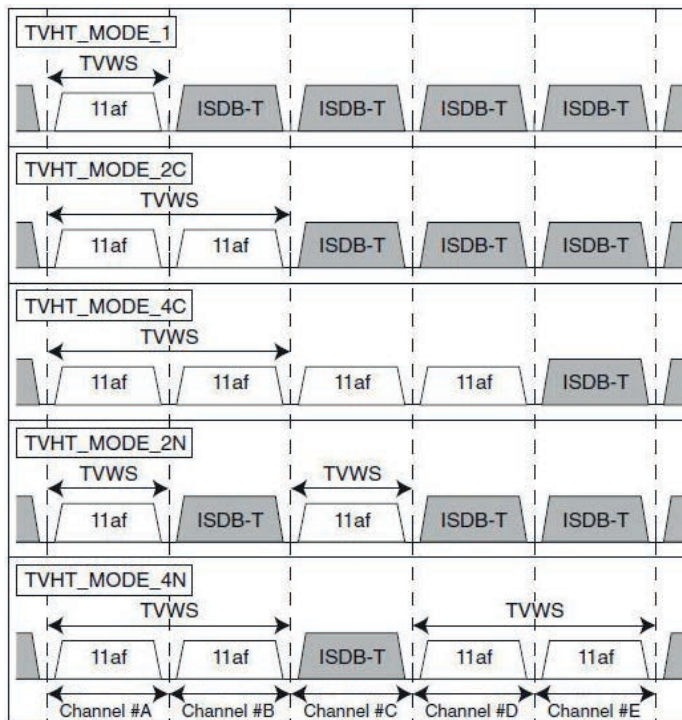 TVHT_MODE_1
TVWS
11af ISDB-T ISDB-T ISDB-T ISDB-T
TVHT_MODE_2C
TVWS
11af 11af ISDB-T ISDB-T ISDB-T
TVHT_MODE_4C
TVWS
11af 11af 11af 11af ISDB-T
TVHT_MODE_2N
TVWS TVWS
11af ISDB-T 11af ISDB-T ISDB-T
TVHT_MODE_4N
TVWS TVWS
11af 11af ISDB-T 11af 11af
Channel #A Channel #B Channel #C Channel #D Channel #E